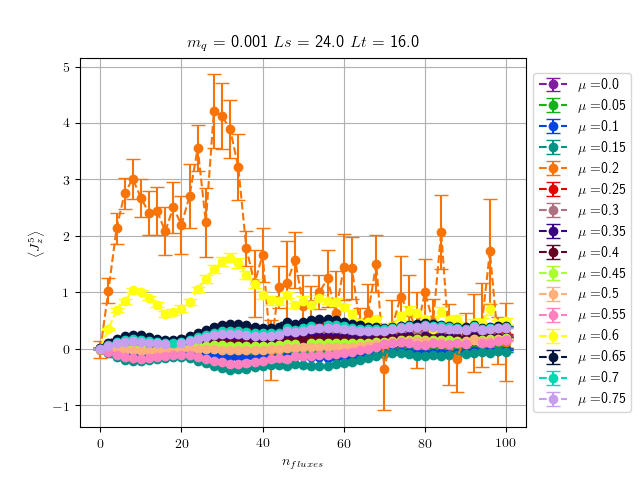 m_q = 0.001 Ls = 24.0 Lt = 16.0
5
4
3
2
1
0
−1
⟨J_z^5⟩
0 20 40 60 80 100
n_fluxes
μ =0.0
μ =0.05
μ =0.1
μ =0.15
μ =0.2
μ =0.25
μ =0.3
μ =0.35
μ =0.4
μ =0.45
μ =0.5
μ =0.55
μ =0.6
μ =0.65
μ =0.7
μ =0.75